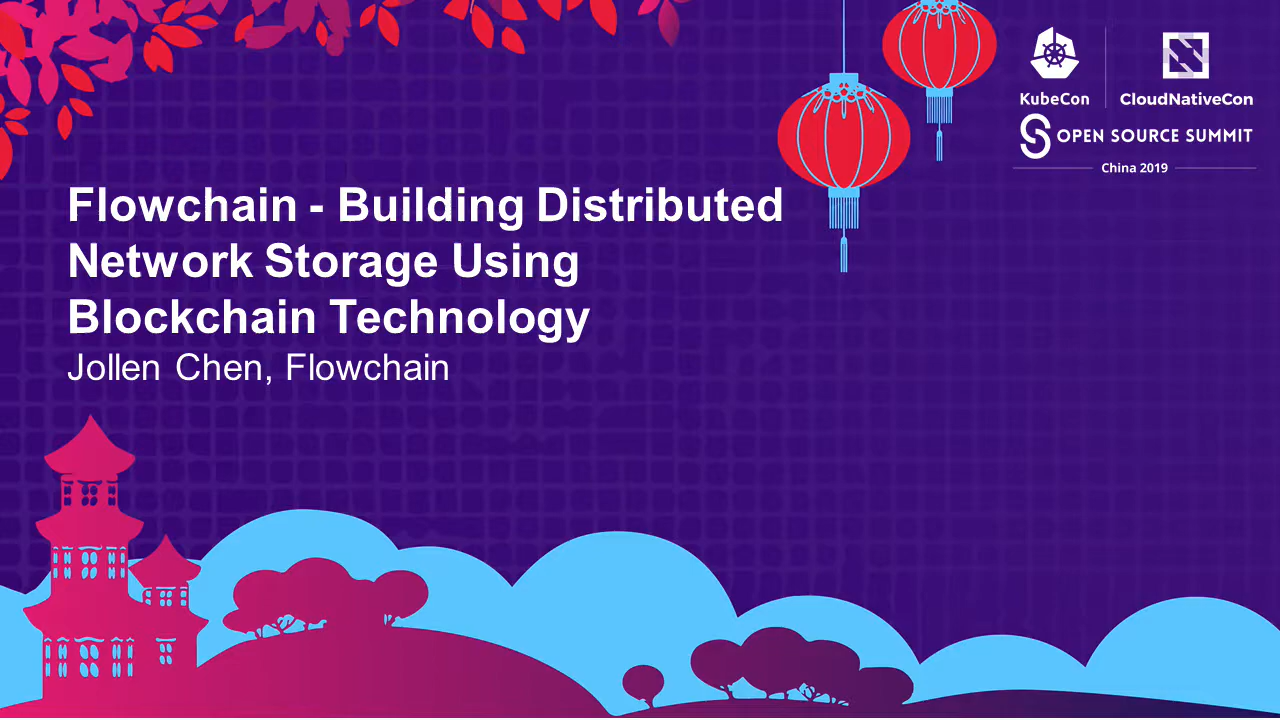 Flowchain - Building Distributed
Network Storage Using
Blockchain Technology
Jollen Chen, Flowchain
KubeCon
CloudNativeCon
OPEN SOURCE SUMMIT
China 2019